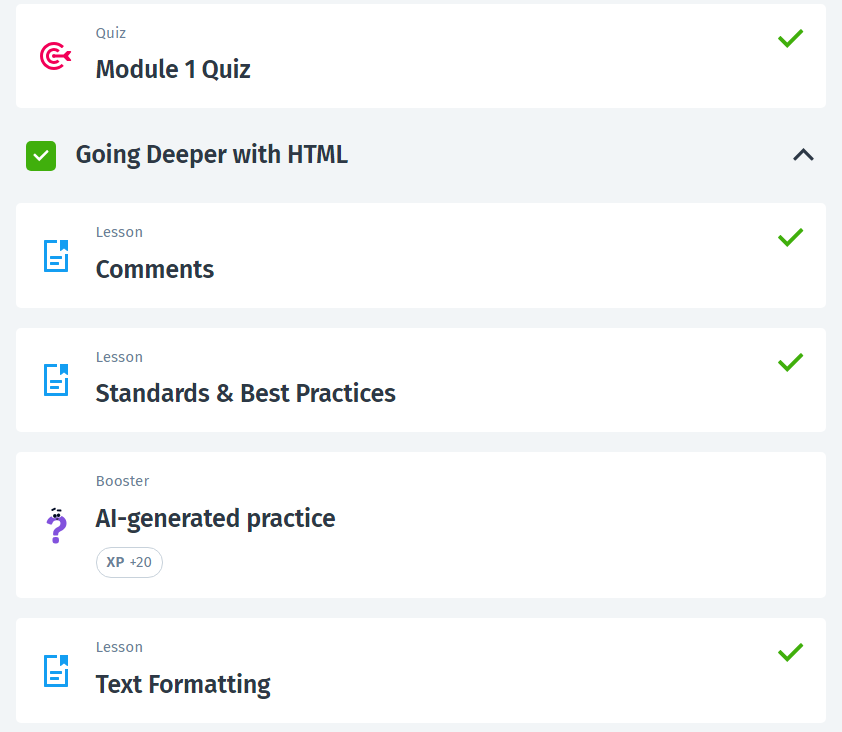 Quiz
Module 1 Quiz
Going Deeper with HTML
Lesson
Comments
Lesson
Standards & Best Practices
Booster
AI-generated practice
XP +20
Lesson
Text Formatting